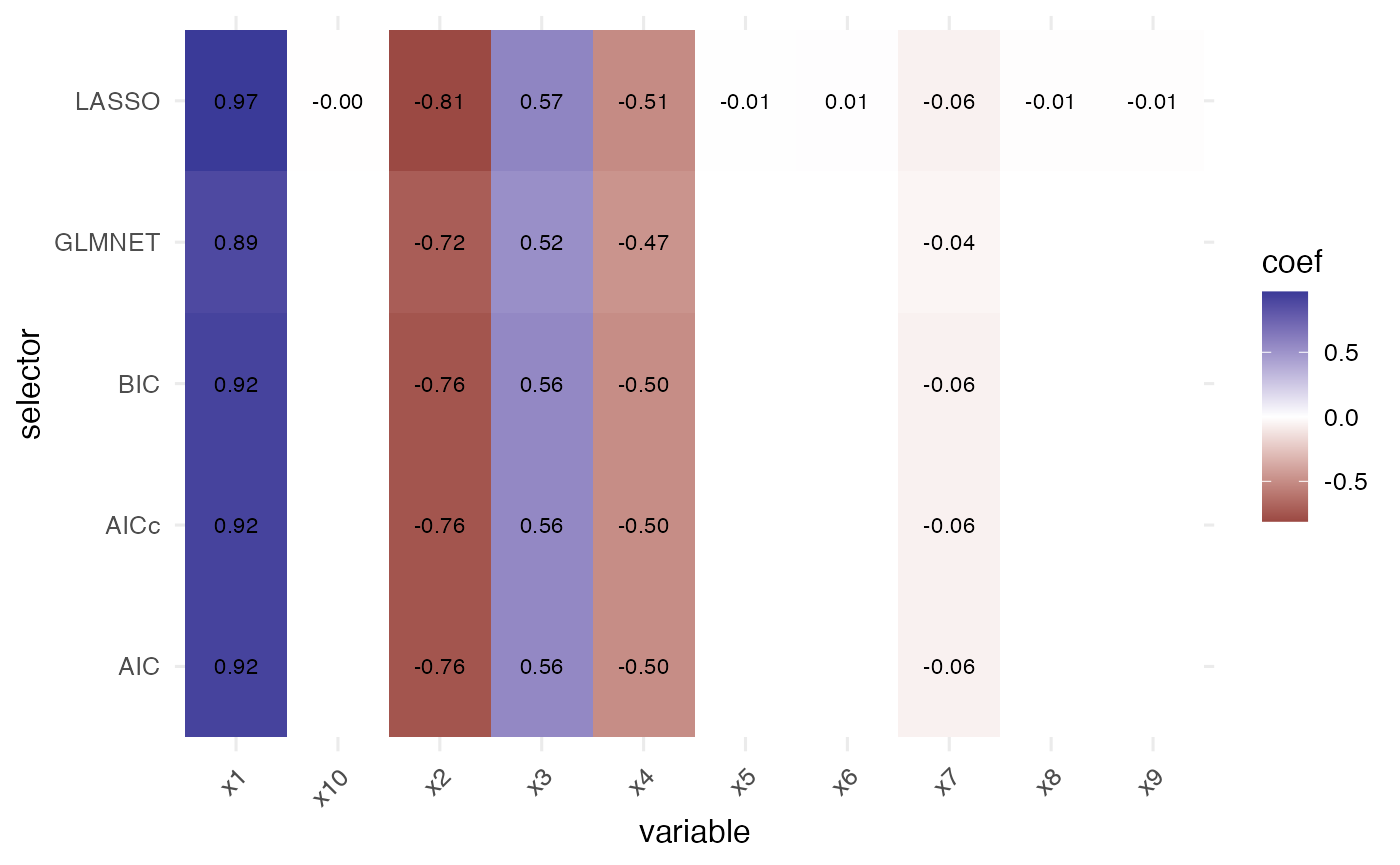 LASSO 0.97 -0.00 -0.81 0.57 -0.51 -0.01 0.01 -0.06 -0.01 -0.01
GLMNET 0.89 -0.72 0.52 -0.47 -0.04
BIC 0.92 -0.76 0.56 -0.50 -0.06
AICc 0.92 -0.76 0.56 -0.50 -0.06
AIC 0.92 -0.76 0.56 -0.50 -0.06
x1 x10 x2 x3 x4 x5 x6 x7 x8 x9
variable
selector
coef
0.5
0.0
-0.5